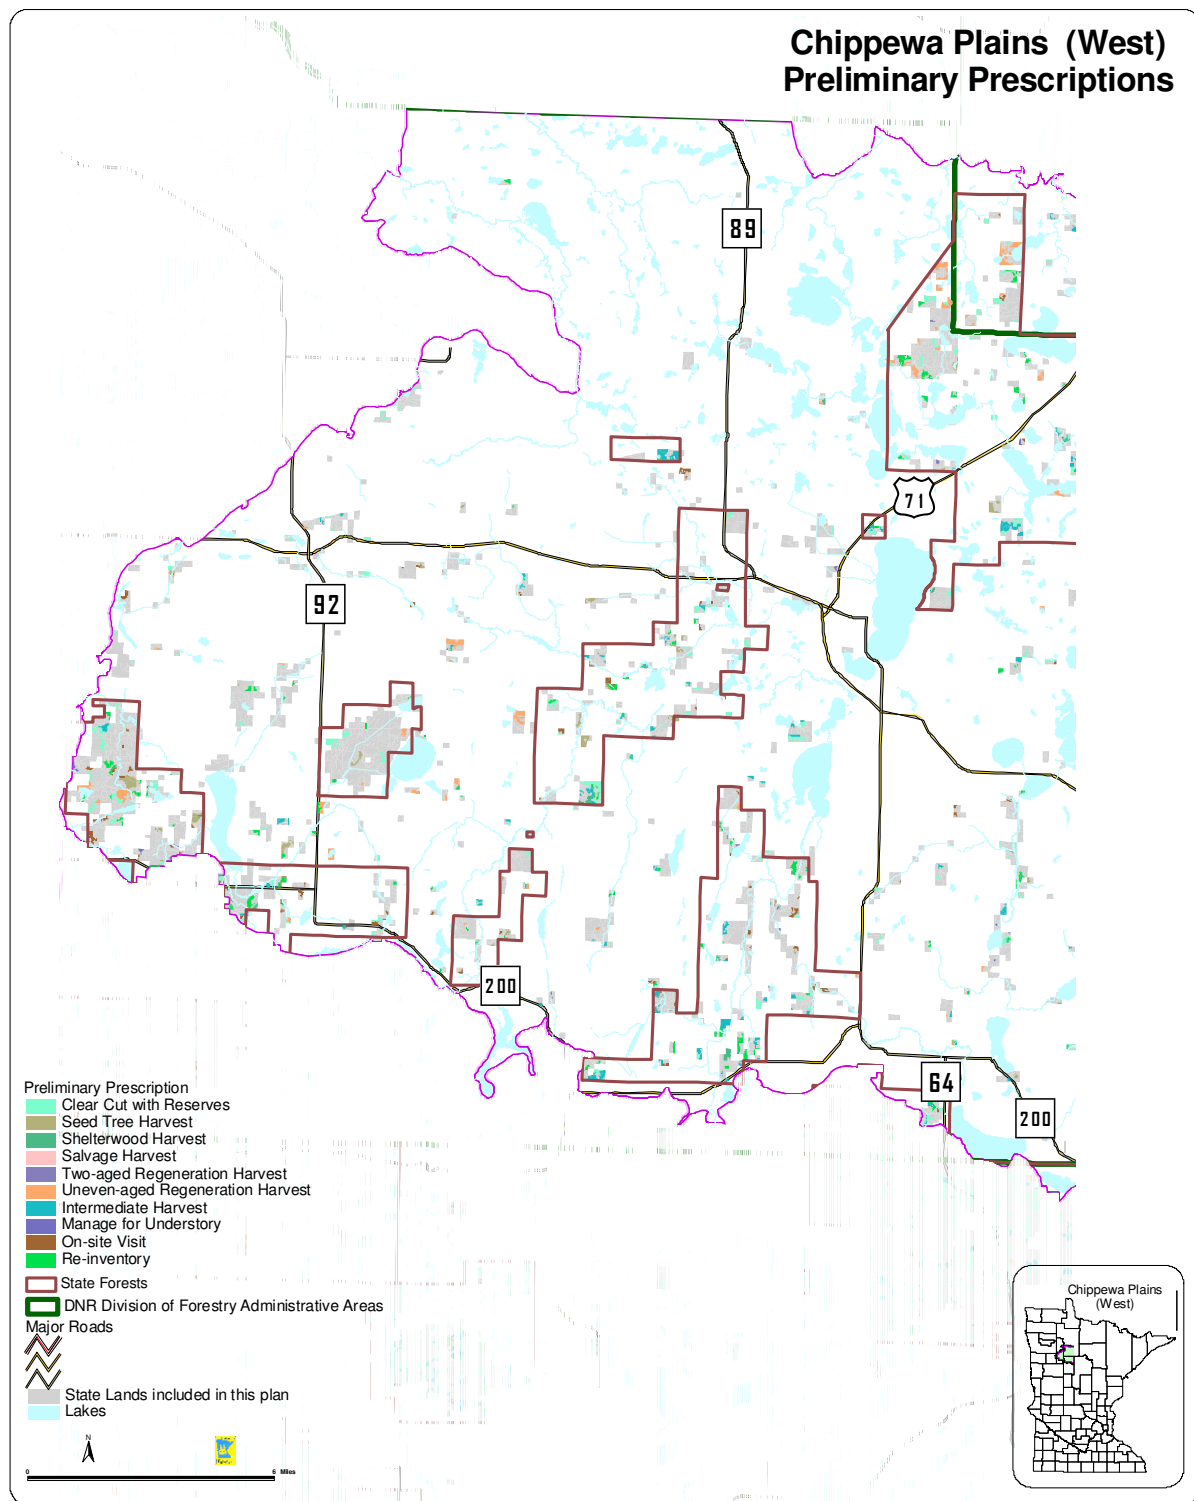 Chippewa Plains (West)
Preliminary Prescriptions
89
71
92
200
64
200
Preliminary Prescription
Clear Cut with Reserves
Seed Tree Harvest
Shelterwood Harvest
Salvage Harvest
Two-aged Regeneration Harvest
Uneven-aged Regeneration Harvest
Intermediate Harvest
Manage for Understory
On-site Visit
Re-inventory
State Forests
DNR Division of Forestry Administrative Areas
Major Roads
State Lands included in this plan
Lakes
N
0 6 Miles
Chippewa Plains
(West)